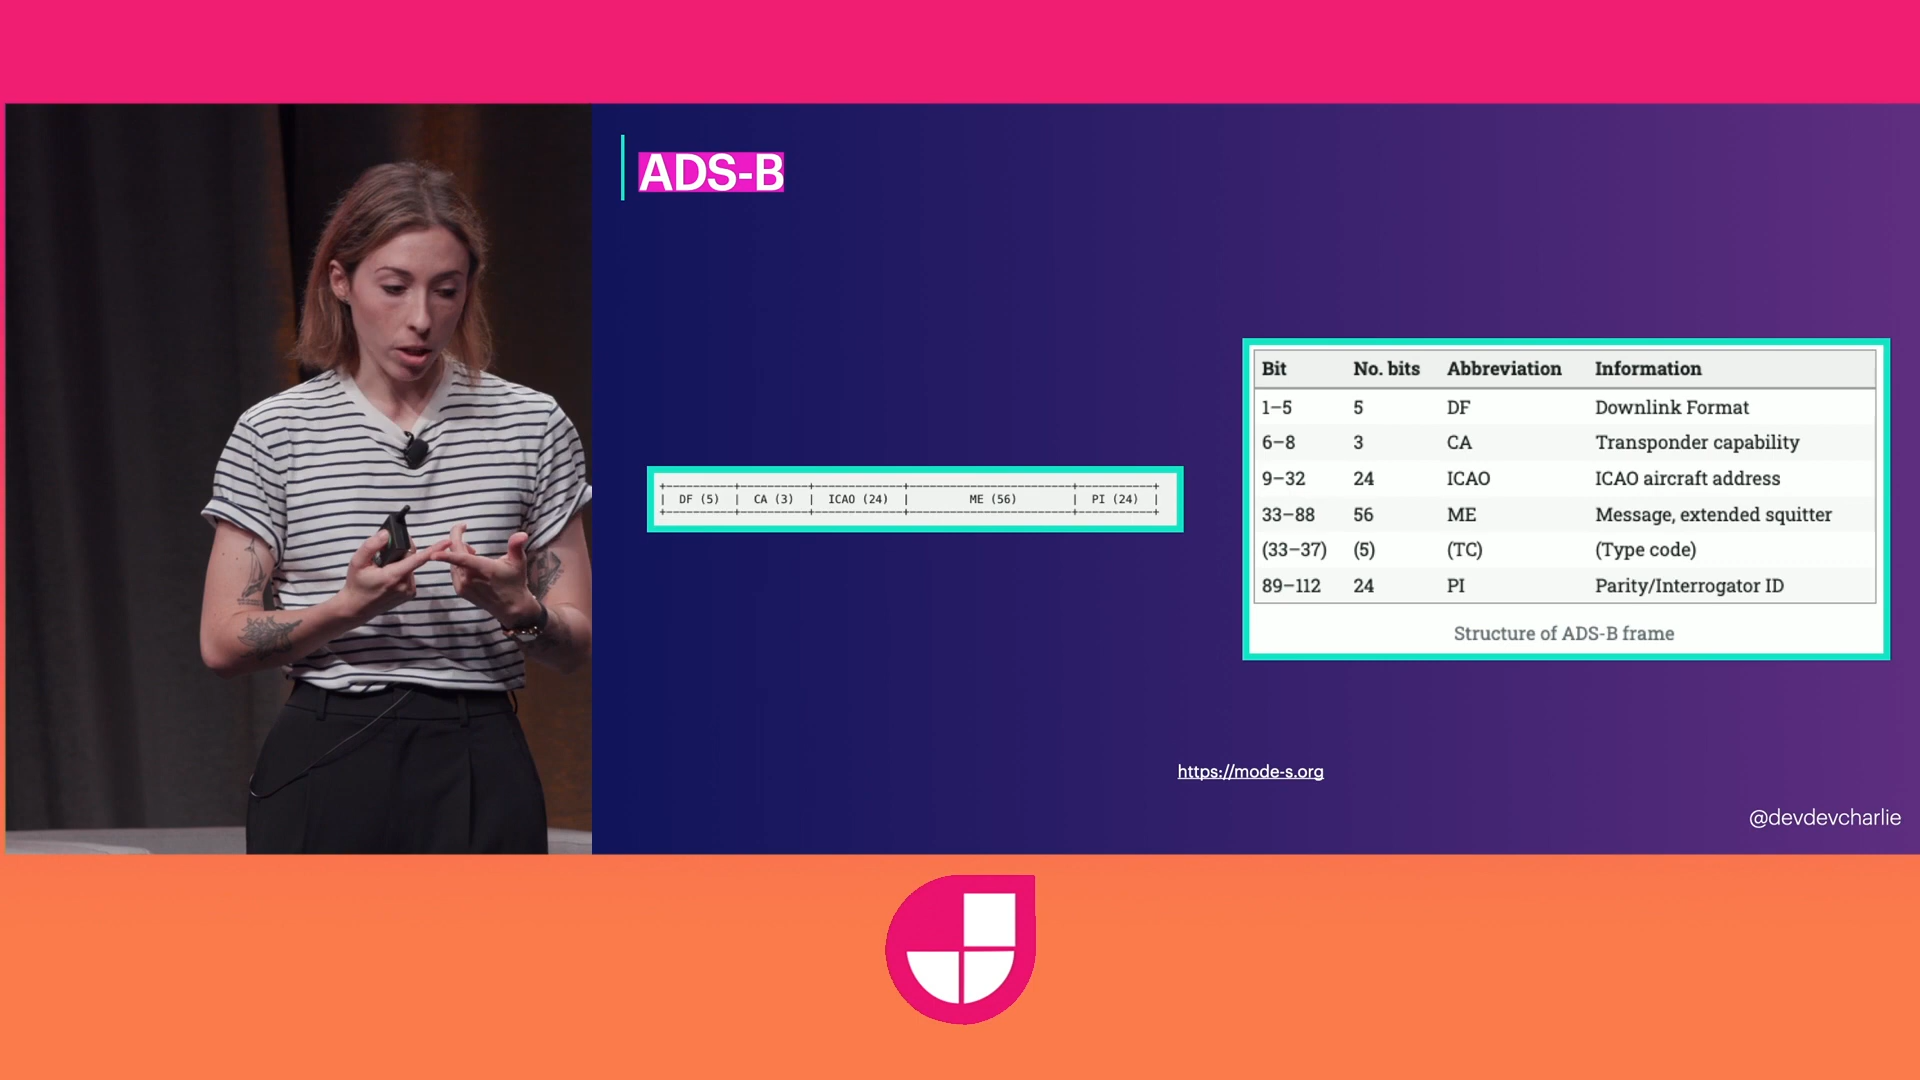 ADS-B
+----------+----------+-------------+------------------------+-----------+
| DF (5) | CA (3) | ICAO (24) | ME (56) | PI (24) |
+----------+----------+-------------+------------------------+-----------+
Bit No. bits Abbreviation Information
1–5 5 DF Downlink Format
6–8 3 CA Transponder capability
9–32 24 ICAO ICAO aircraft address
33–88 56 ME Message, extended squitter
(33–37) (5) (TC) (Type code)
89–112 24 PI Parity/Interrogator ID
Structure of ADS-B frame
https://mode-s.org
@devdevcharlie